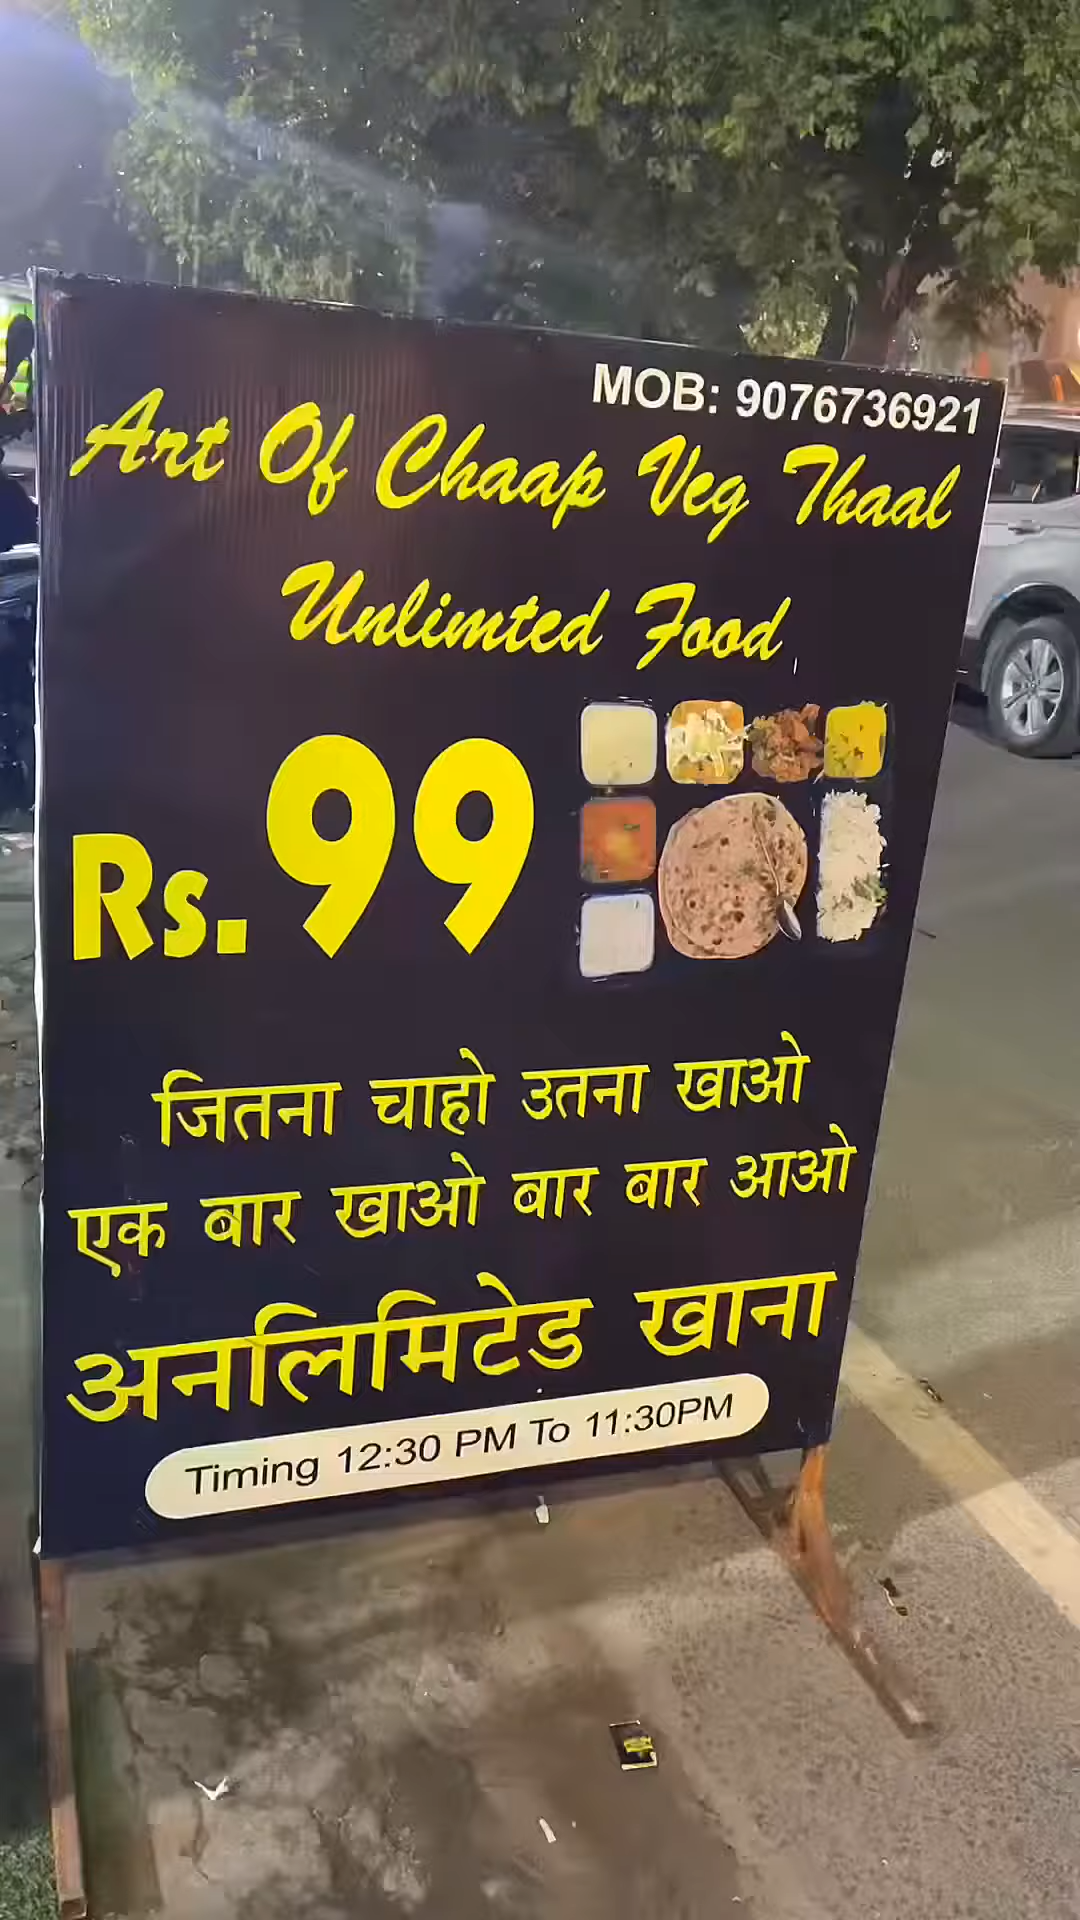 MOB: 9076736921
Art Of Chaap Veg Thaal
Unlimted Food
Rs. 99
जितना चाहो उतना खाओ
एक बार खाओ बार बार आओ
अनलिमिटेड खाना
Timing 12:30 PM To 11:30PM